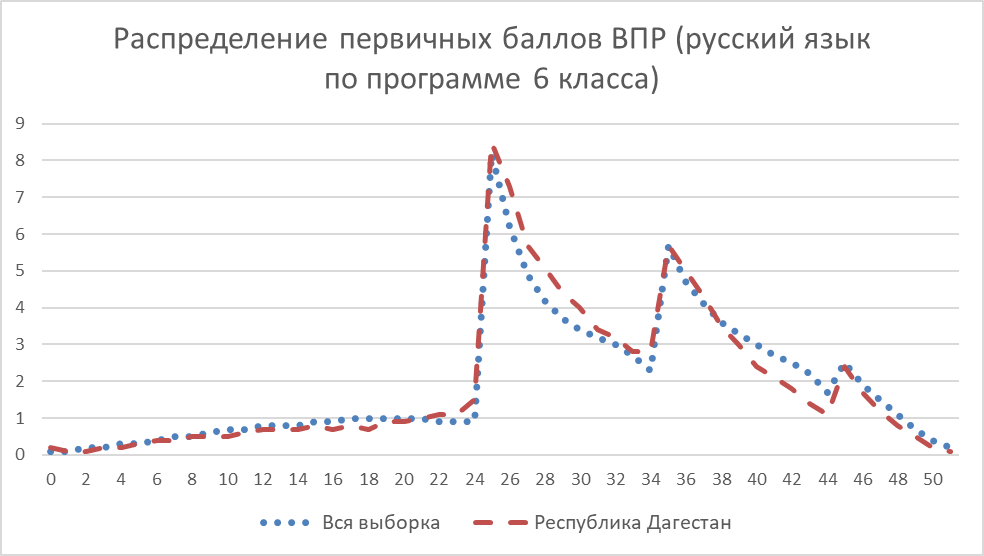 Распределение первичных баллов ВПР (русский язык
по программе 6 класса)
9
8
7
6
5
4
3
2
1
0
0 2 4 6 8 10 12 14 16 18 20 22 24 26 28 30 32 34 36 38 40 42 44 46 48 50
Вся выборка Республика Дагестан